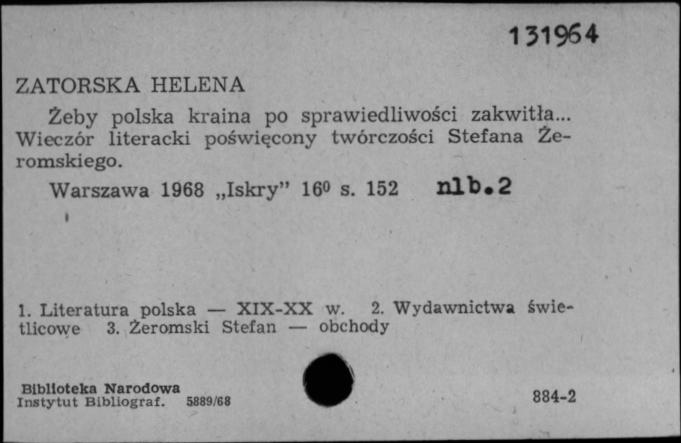 131964
ZATORSKA HELENA
Żeby polska kraina po sprawiedliwości zakwitła...
Wieczór literacki poświęcony twórczości Stefana Że-
romskiego.
Warszawa 1968 „Iskry” 16⁰ s. 152 nlb.2
1. Literatura polska — XIX-XX w. 2. Wydawnictwa świe-
tlicowe 3. Żeromski Stefan — obchody
Biblioteka Narodowa
Instytut Bibliograf. 5889/68
884-2